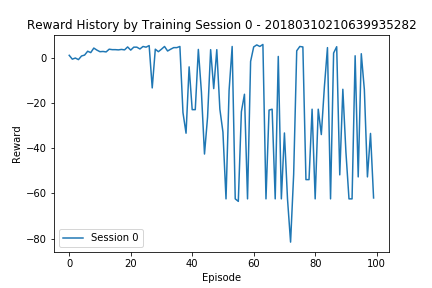 Reward History by Training Session 0 - 20180310210639935282
0
−20
−40
−60
−80
Reward
Session 0
0 20 40 60 80 100
Episode